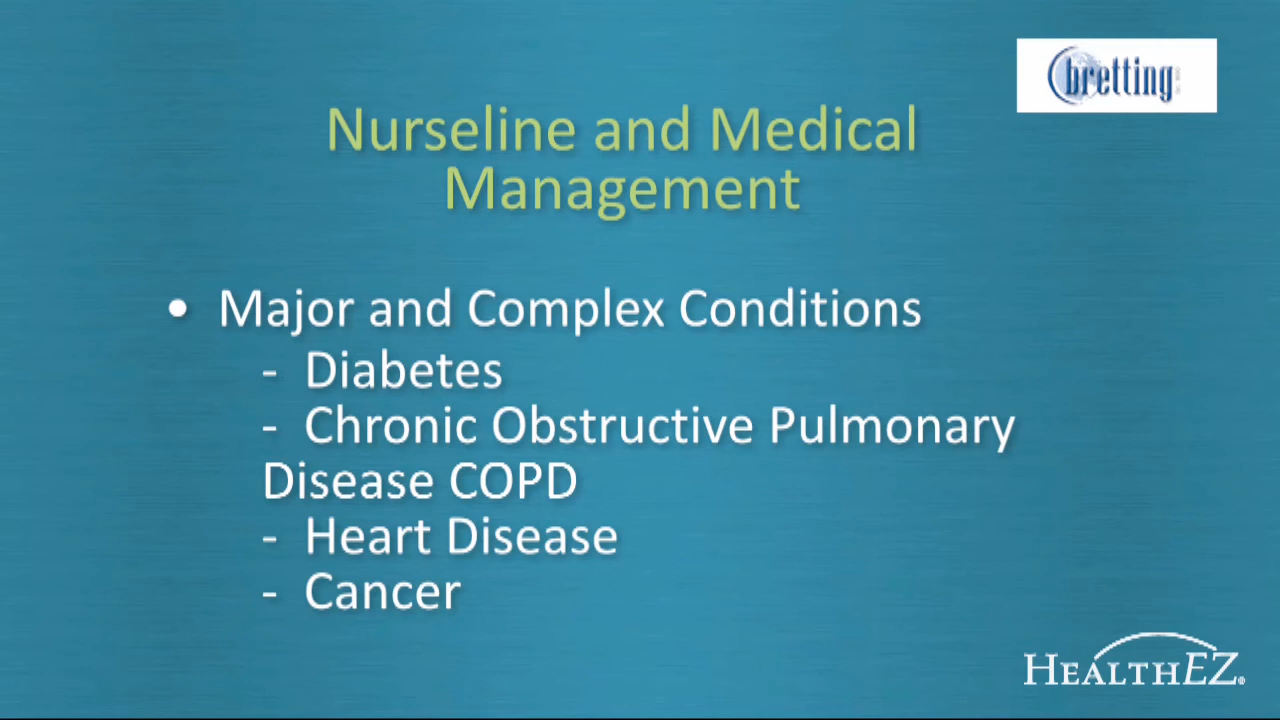 bretting
Nurseline and Medical
Management
• Major and Complex Conditions
- Diabetes
- Chronic Obstructive Pulmonary
Disease COPD
- Heart Disease
- Cancer
HEALTHEZ®